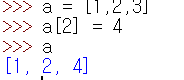 >>> a = [1,2,3]
>>> a[2] = 4
>>> a
[1, 2, 4]